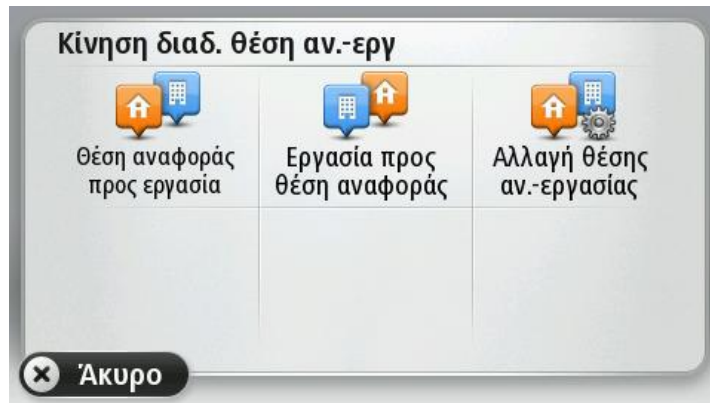 Κίνηση διαδ. θέση αν.-εργ
Θέση αναφοράς
προς εργασία
Εργασία προς
θέση αναφοράς
Αλλαγή θέσης
αν.-εργασίας
Άκυρο